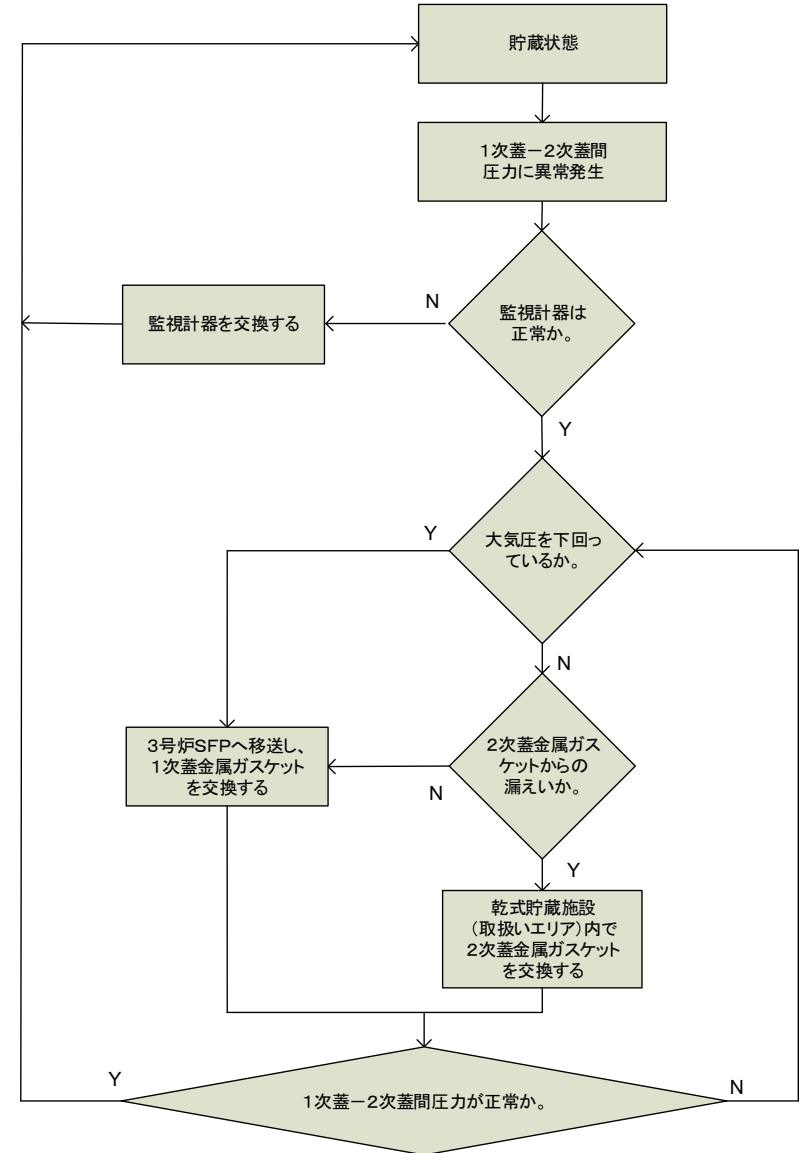 貯蔵状態
1次蓋－2次蓋間
圧力に異常発生
監視計器は
正常か。
N
監視計器を交換する
Y
大気圧を下回っ
ているか。
Y
N
3号炉SFPへ移送し、
1次蓋金属ガスケット
を交換する
2次蓋金属ガス
ケットからの
漏えいか。
N
Y
乾式貯蔵施設
（取扱いエリア）内で
2次蓋金属ガスケット
を交換する
1次蓋－2次蓋間圧力が正常か。
Y
N